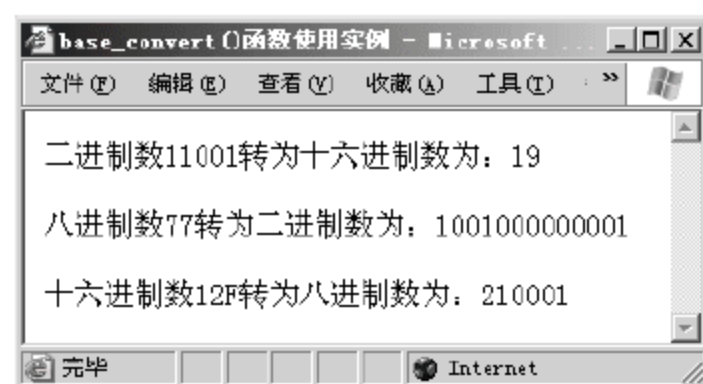 base_convert()函数使用实例 - Microsoft ...
文件(F) 编辑(E) 查看(V) 收藏(A) 工具(T) »
二进制数11001转为十六进制数为：19
八进制数77转为二进制数为：1001000000001
十六进制数12F转为八进制数为：210001
完毕 Internet